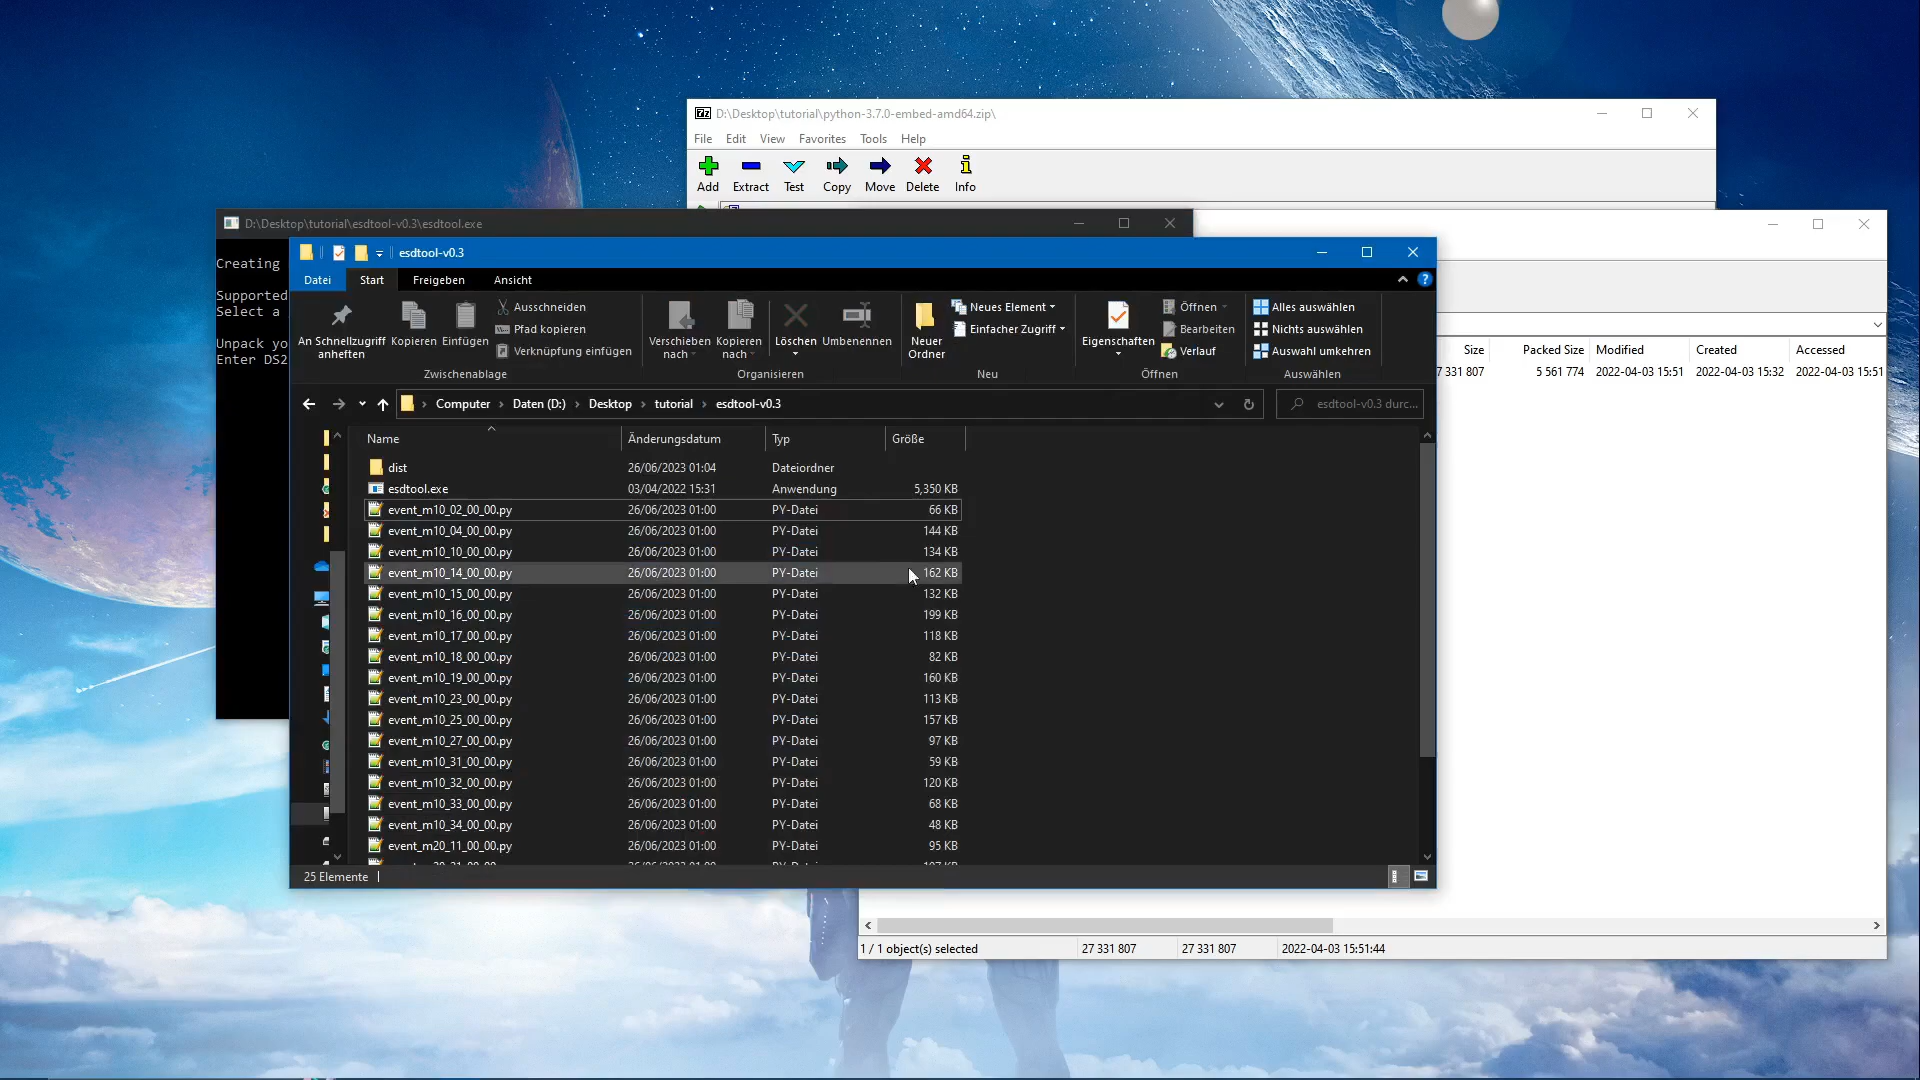 D:\Desktop\tutorial\python-3.7.0-embed-amd64.zip\
File Edit View Favorites Tools Help
Add Extract Test Copy Move Delete Info
D:\Desktop\tutorial\esdtool-v0.3\esdtool.exe
Creating
Supported
Select a
Unpack yo
Enter DS2
esdtool-v0.3
Datei Start Freigeben Ansicht
An Schnellzugriff anheften
Kopieren
Einfügen
Ausschneiden
Pfad kopieren
Verknüpfung einfügen
Zwischenablage
Verschieben nach
Kopieren nach
Löschen
Umbenennen
Organisieren
Neuer Ordner
Neues Element
Einfacher Zugriff
Neu
Eigenschaften
Öffnen
Bearbeiten
Verlauf
Öffnen
Alles auswählen
Nichts auswählen
Auswahl umkehren
Auswählen
Computer > Daten (D:) > Desktop > tutorial > esdtool-v0.3
esdtool-v0.3 durc...
Name Änderungsdatum Typ Größe
dist 26/06/2023 01:04 Dateiordner
esdtool.exe 03/04/2022 15:31 Anwendung 5,350 KB
event_m10_02_00_00.py 26/06/2023 01:00 PY-Datei 66 KB
event_m10_04_00_00.py 26/06/2023 01:00 PY-Datei 144 KB
event_m10_10_00_00.py 26/06/2023 01:00 PY-Datei 134 KB
event_m10_14_00_00.py 26/06/2023 01:00 PY-Datei 162 KB
event_m10_15_00_00.py 26/06/2023 01:00 PY-Datei 132 KB
event_m10_16_00_00.py 26/06/2023 01:00 PY-Datei 199 KB
event_m10_17_00_00.py 26/06/2023 01:00 PY-Datei 118 KB
event_m10_18_00_00.py 26/06/2023 01:00 PY-Datei 82 KB
event_m10_19_00_00.py 26/06/2023 01:00 PY-Datei 160 KB
event_m10_23_00_00.py 26/06/2023 01:00 PY-Datei 113 KB
event_m10_25_00_00.py 26/06/2023 01:00 PY-Datei 157 KB
event_m10_27_00_00.py 26/06/2023 01:00 PY-Datei 97 KB
event_m10_31_00_00.py 26/06/2023 01:00 PY-Datei 59 KB
event_m10_32_00_00.py 26/06/2023 01:00 PY-Datei 120 KB
event_m10_33_00_00.py 26/06/2023 01:00 PY-Datei 68 KB
event_m10_34_00_00.py 26/06/2023 01:00 PY-Datei 48 KB
event_m20_11_00_00.py 26/06/2023 01:00 PY-Datei 95 KB
25 Elemente
Size Packed Size Modified Created Accessed
7 331 807 5 561 774 2022-04-03 15:51 2022-04-03 15:32 2022-04-03 15:51
1 / 1 object(s) selected 27 331 807 27 331 807 2022-04-03 15:51:44